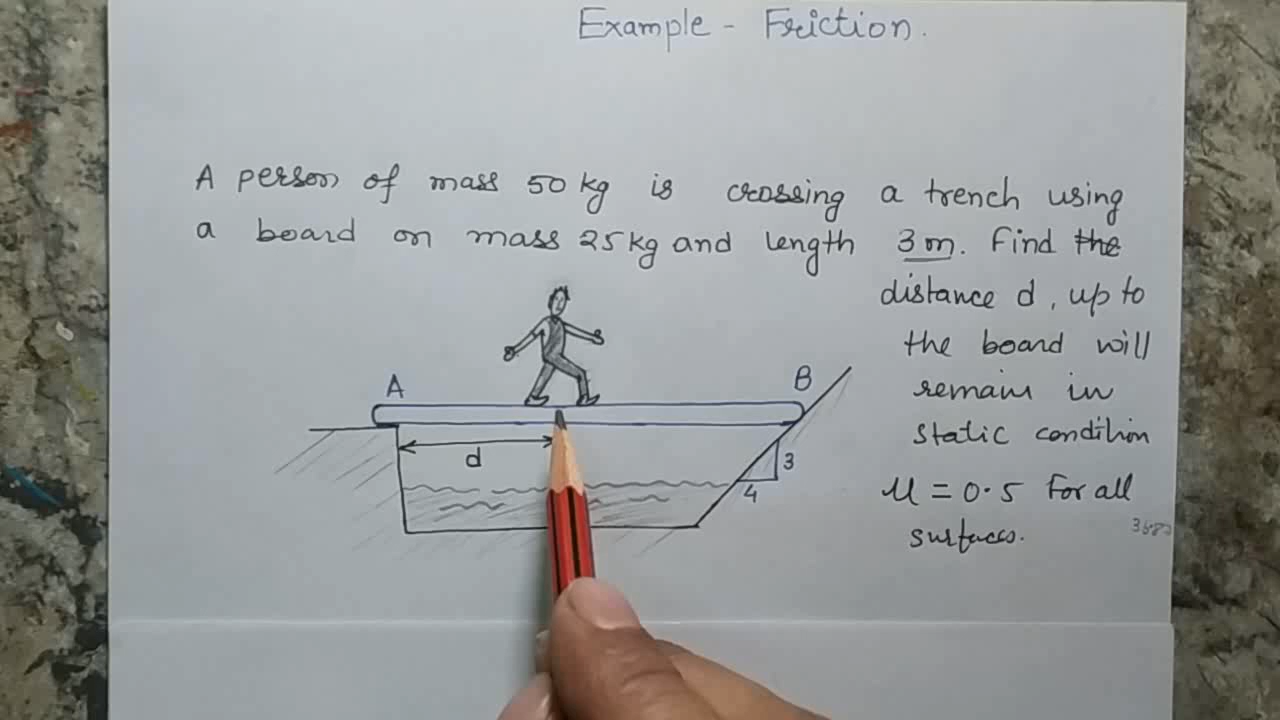 Example - Friction.
A person of mass 50 kg is crossing a trench using
a board on mass 25 kg and length 3 m. Find the
distance d, up to
the board will
remain in
static condition
μ = 0.5 For all
surfaces.
A
B
d
3
4